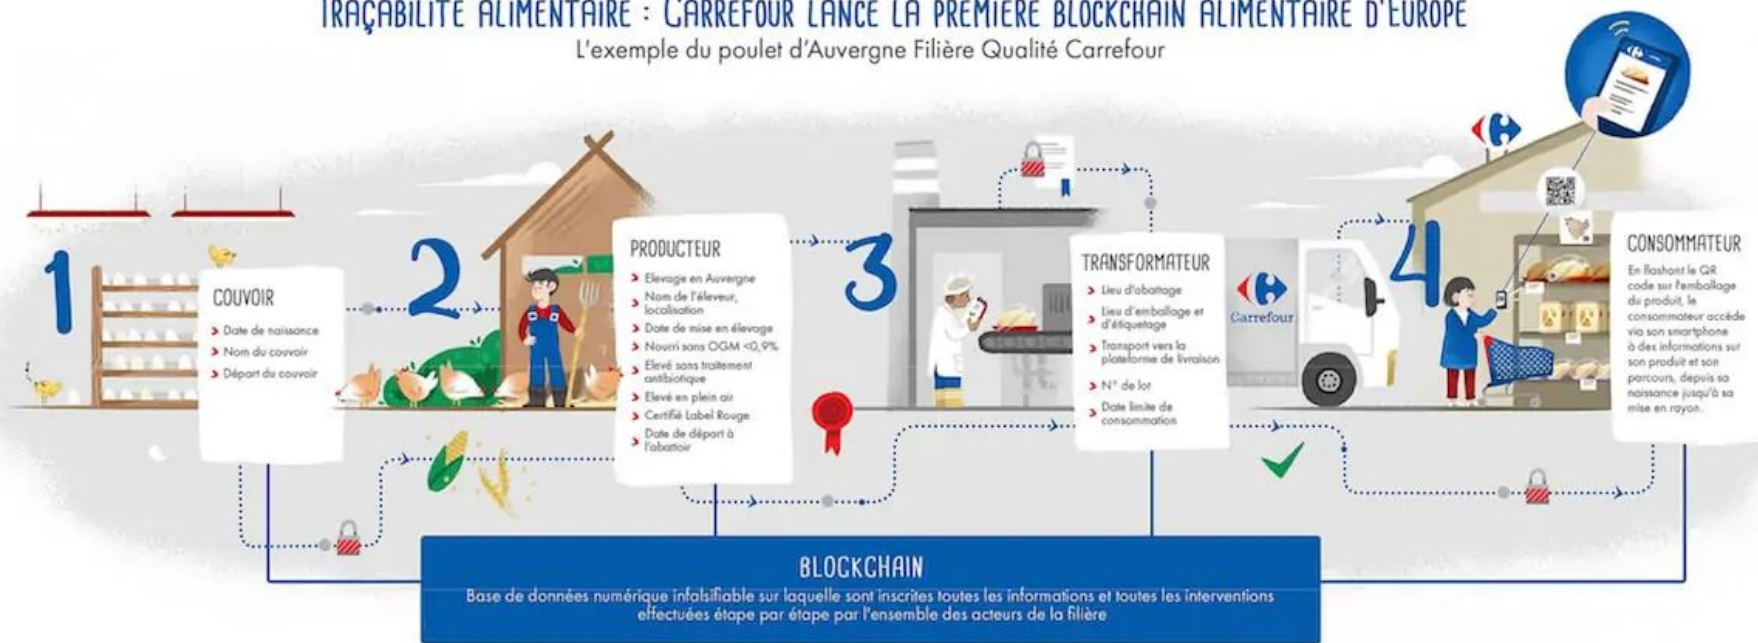 TRAÇABILITÉ ALIMENTAIRE : CARREFOUR LANCE LA PREMIÈRE BLOCKCHAIN ALIMENTAIRE D'EUROPE
L'exemple du poulet d'Auvergne Filière Qualité Carrefour
1
COUVOIR
Date de naissance
Nom du couvoir
Départ du couvoir
2
PRODUCTEUR
Elevage en Auvergne
Nom de l'éleveur,
localisation
Date de mise en élevage
Nourri sans OGM <0,9%
Elevé sans traitement
antibiotique
Elevé en plein air
Certifié Label Rouge
Date de départ à
l'abattoir
3
TRANSFORMATEUR
Lieu d'abattage
Lieu d'emballage et
d'étiquetage
Transport vers la
plateforme de livraison
N° de lot
Date limite de
consommation
Carrefour
4
CONSOMMATEUR
En flashant le QR
code sur l'emballage
du produit, le
consommateur accède
via son smartphone
à des informations sur
son produit et son
parcours, depuis sa
naissance jusqu'à sa
mise en rayon.
BLOCKCHAIN
Base de données numérique infalsifiable sur laquelle sont inscrites toutes les informations et toutes les interventions
effectuées étape par étape par l'ensemble des acteurs de la filière